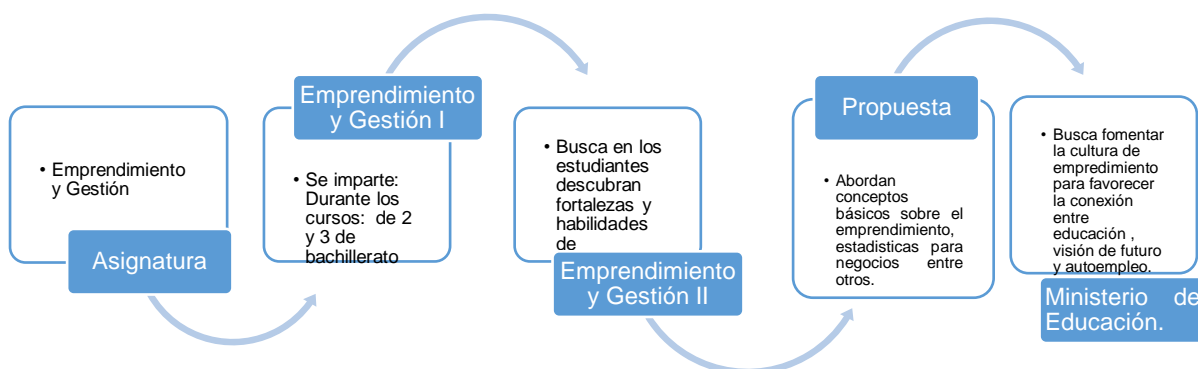 • Emprendimiento
y Gestión
Asignatura
Emprendimiento
y Gestión I
• Se imparte:
Durante los
cursos: de 2
y 3 de
bachillerato
• Busca en los
estudiantes
descubran
fortalezas y
habilidades
de
Emprendimiento
y Gestión II
Propuesta
• Abordan
conceptos
básicos sobre el
emprendimiento,
estadisticas para
negocios entre
otros.
• Busca fomentar
la cultura de
empredimiento
para favorecer
la conexión
entre
educación ,
visión de futuro
y autoempleo.
Ministerio de
Educación.